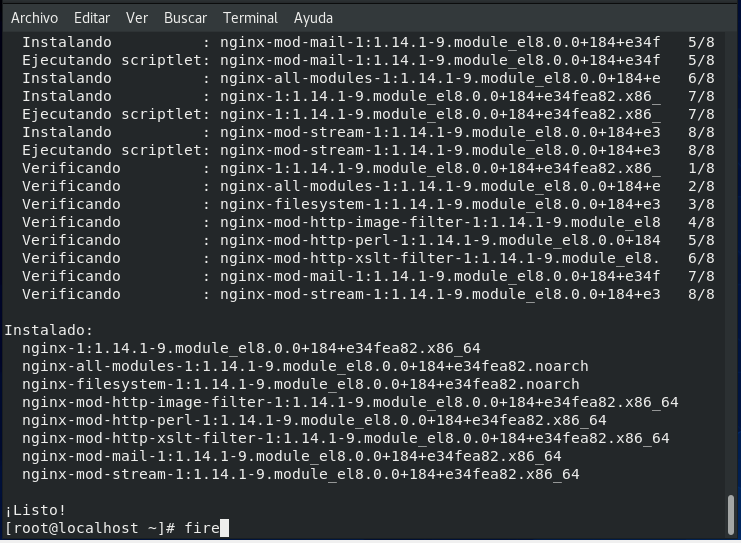 Archivo Editar Ver Buscar Terminal Ayuda
Instalando : nginx-mod-mail-1:1.14.1-9.module_el8.0.0+184+e34f 5/8
Ejecutando scriptlet: nginx-mod-mail-1:1.14.1-9.module_el8.0.0+184+e34f 5/8
Instalando : nginx-all-modules-1:1.14.1-9.module_el8.0.0+184+e 6/8
Instalando : nginx-1:1.14.1-9.module_el8.0.0+184+e34fea82.x86_ 7/8
Ejecutando scriptlet: nginx-1:1.14.1-9.module_el8.0.0+184+e34fea82.x86_ 7/8
Instalando : nginx-mod-stream-1:1.14.1-9.module_el8.0.0+184+e3 8/8
Ejecutando scriptlet: nginx-mod-stream-1:1.14.1-9.module_el8.0.0+184+e3 8/8
Verificando : nginx-1:1.14.1-9.module_el8.0.0+184+e34fea82.x86_ 1/8
Verificando : nginx-all-modules-1:1.14.1-9.module_el8.0.0+184+e 2/8
Verificando : nginx-filesystem-1:1.14.1-9.module_el8.0.0+184+e3 3/8
Verificando : nginx-mod-http-image-filter-1:1.14.1-9.module_el8 4/8
Verificando : nginx-mod-http-perl-1:1.14.1-9.module_el8.0.0+184 5/8
Verificando : nginx-mod-http-xslt-filter-1:1.14.1-9.module_el8. 6/8
Verificando : nginx-mod-mail-1:1.14.1-9.module_el8.0.0+184+e34f 7/8
Verificando : nginx-mod-stream-1:1.14.1-9.module_el8.0.0+184+e3 8/8
Instalado:
nginx-1:1.14.1-9.module_el8.0.0+184+e34fea82.x86_64
nginx-all-modules-1:1.14.1-9.module_el8.0.0+184+e34fea82.noarch
nginx-filesystem-1:1.14.1-9.module_el8.0.0+184+e34fea82.noarch
nginx-mod-http-image-filter-1:1.14.1-9.module_el8.0.0+184+e34fea82.x86_64
nginx-mod-http-perl-1:1.14.1-9.module_el8.0.0+184+e34fea82.x86_64
nginx-mod-http-xslt-filter-1:1.14.1-9.module_el8.0.0+184+e34fea82.x86_64
nginx-mod-mail-1:1.14.1-9.module_el8.0.0+184+e34fea82.x86_64
nginx-mod-stream-1:1.14.1-9.module_el8.0.0+184+e34fea82.x86_64
¡Listo!
[root@localhost ~]# fire